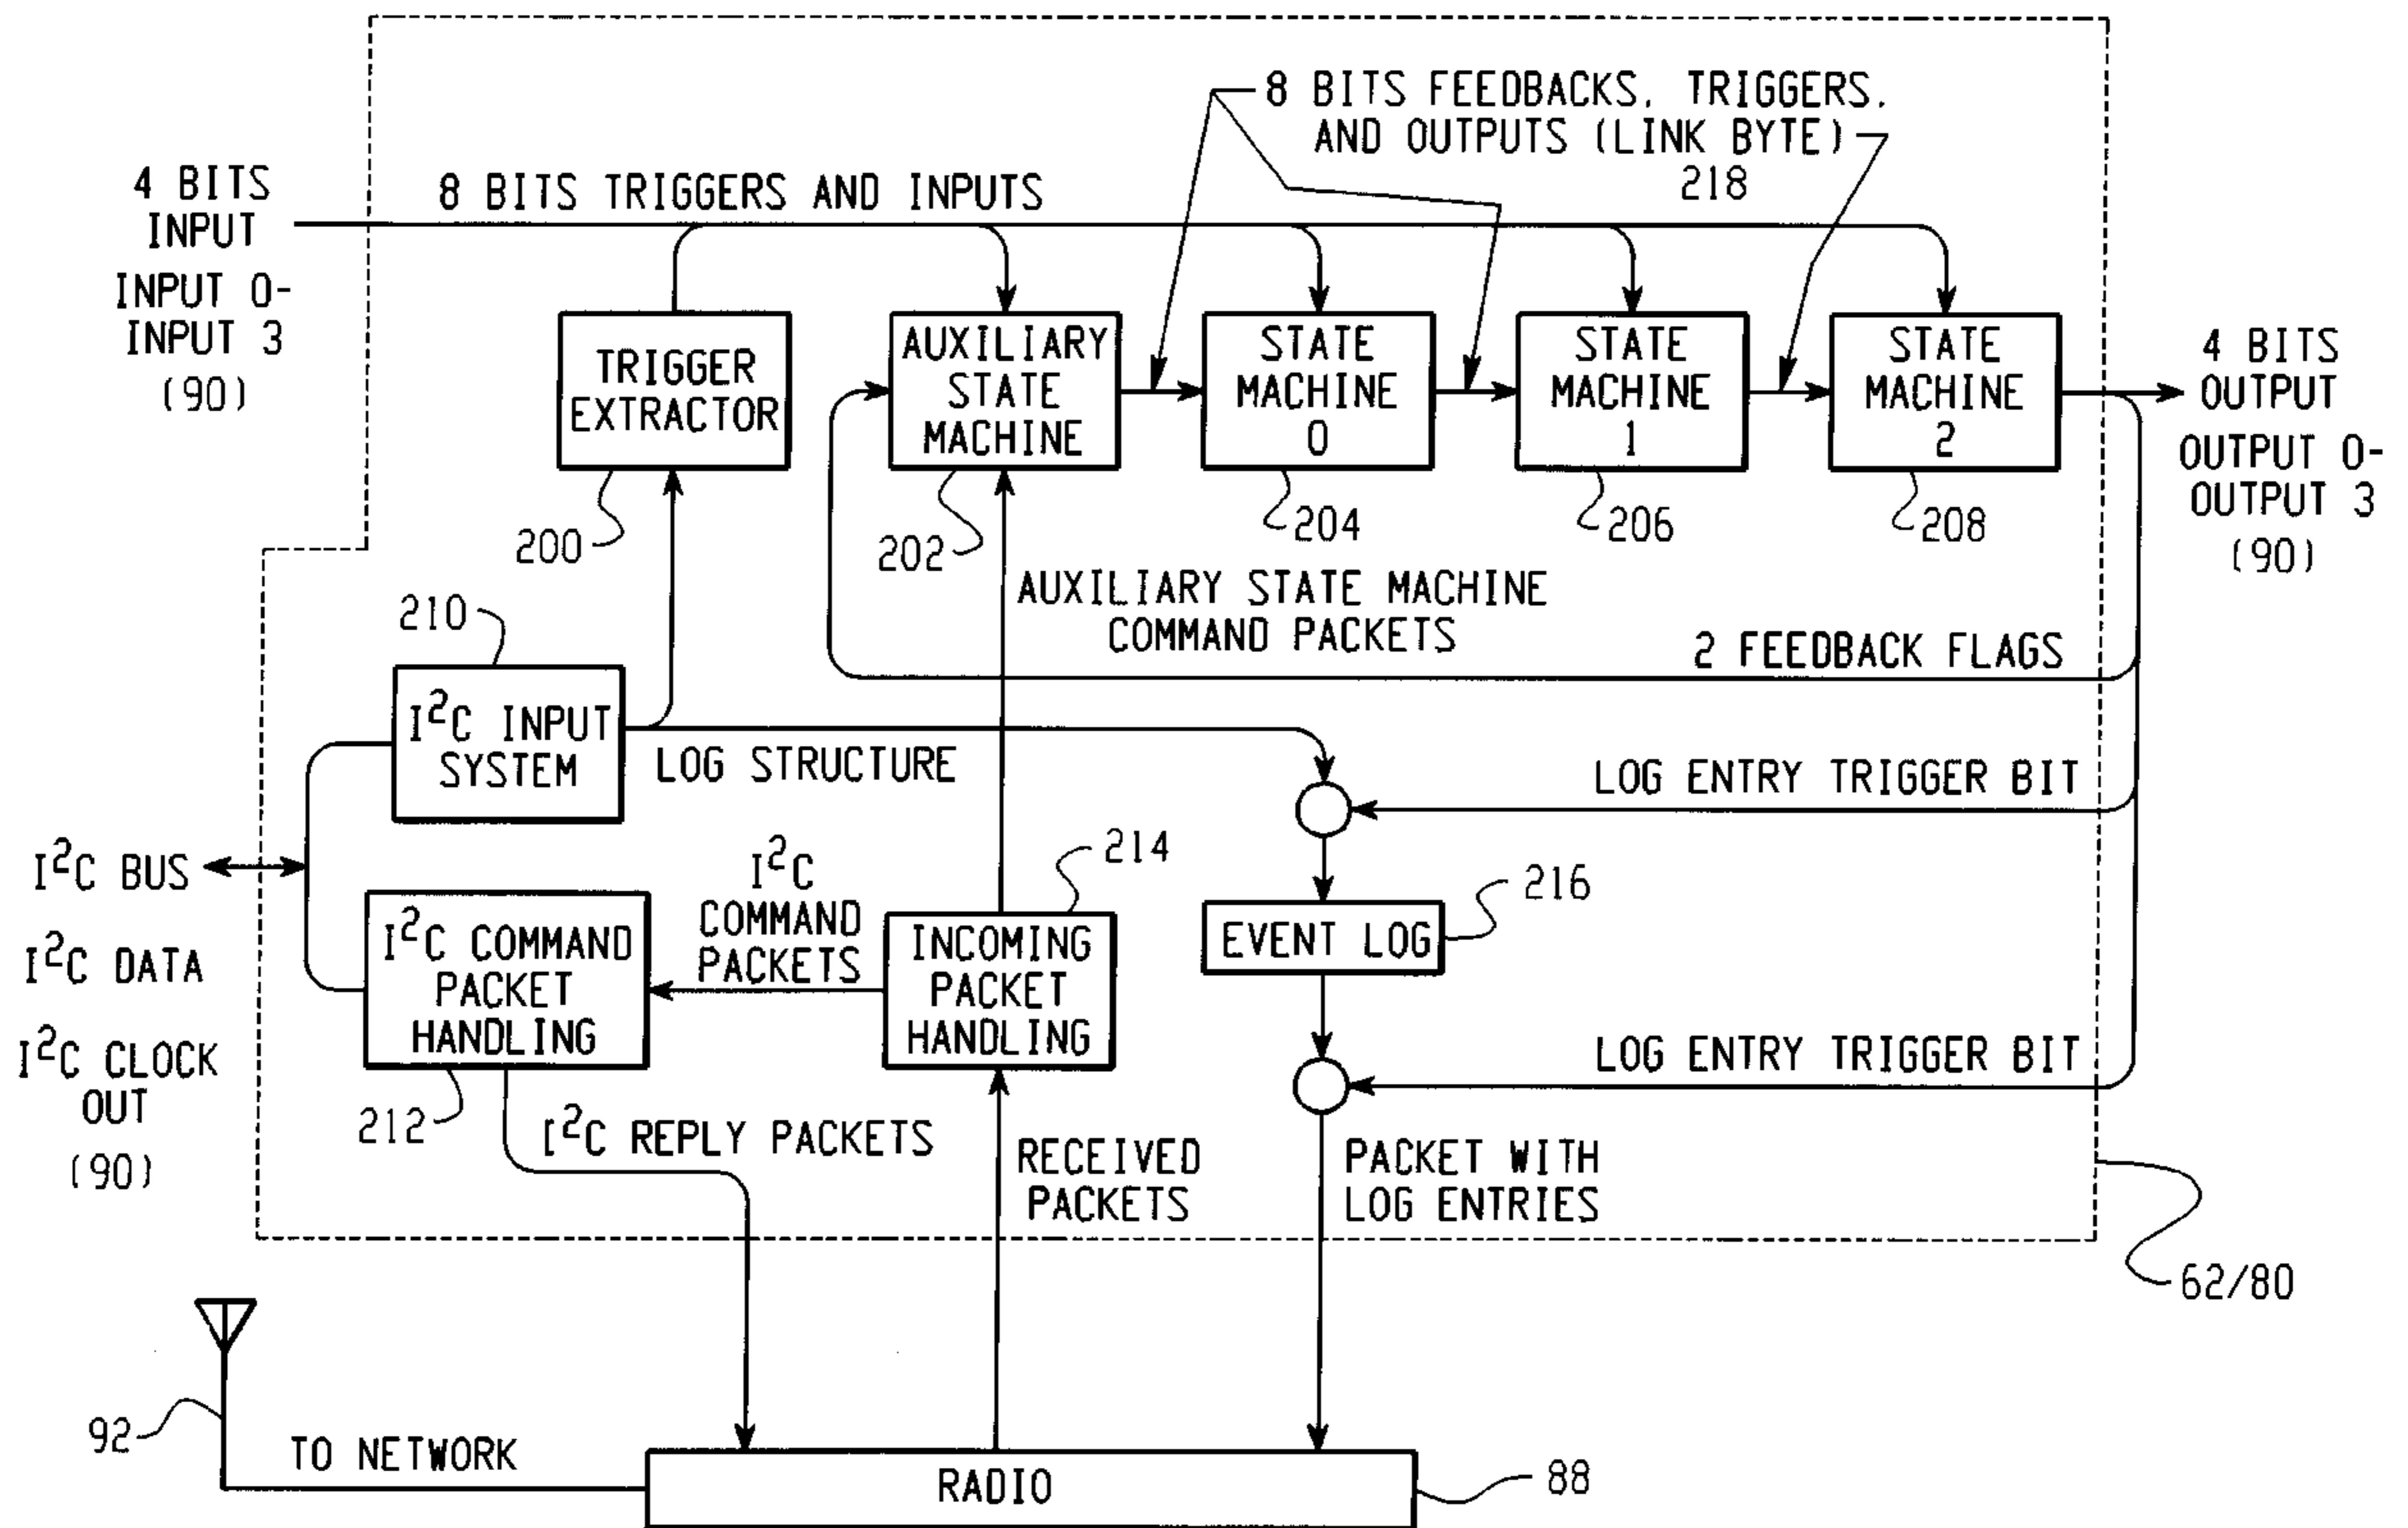 8 BITS FEEDBACKS, TRIGGERS,
AND OUTPUTS (LINK BYTE)
218
4 BITS
INPUT
INPUT 0-
INPUT 3
(90)
8 BITS TRIGGERS AND INPUTS
TRIGGER
EXTRACTOR
200
AUXILIARY
STATE
MACHINE
202
STATE
MACHINE
0
204
STATE
MACHINE
1
206
STATE
MACHINE
2
208
4 BITS
OUTPUT
OUTPUT 0-
OUTPUT 3
(90)
AUXILIARY STATE MACHINE
COMMAND PACKETS
2 FEEDBACK FLAGS
210
I²C INPUT
SYSTEM
LOG STRUCTURE
LOG ENTRY TRIGGER BIT
I²C BUS
I²C DATA
I²C CLOCK
OUT
(90)
I²C COMMAND
PACKET
HANDLING
212
I²C
COMMAND
PACKETS
214
INCOMING
PACKET
HANDLING
216
EVENT LOG
LOG ENTRY TRIGGER BIT
I²C REPLY PACKETS
RECEIVED
PACKETS
PACKET WITH
LOG ENTRIES
62/80
92
TO NETWORK
RADIO
88